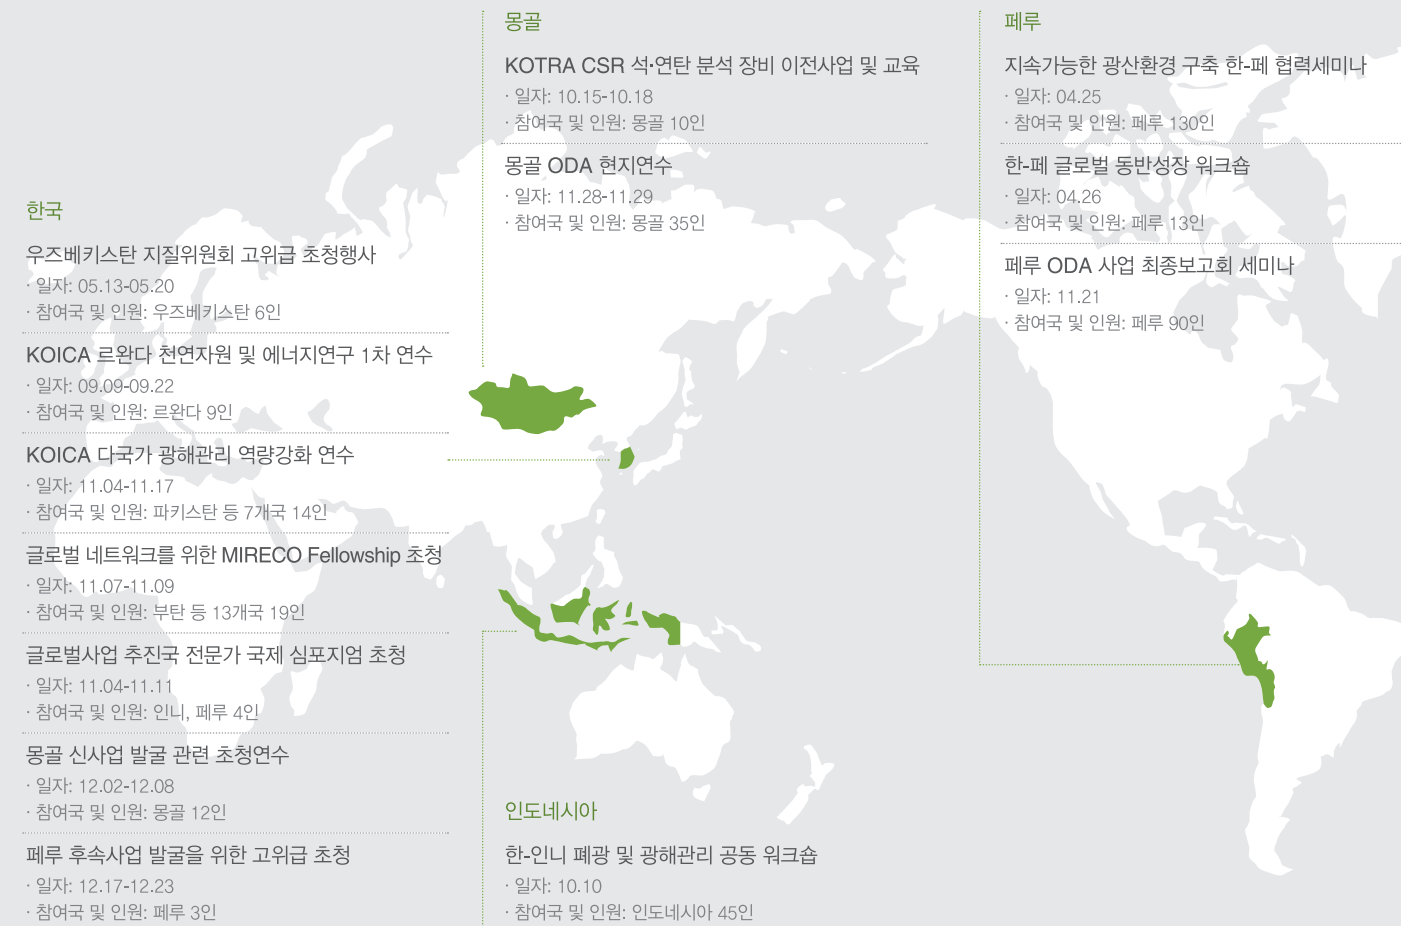 한국
우즈베키스탄 지질위원회 고위급 초청행사
· 일자: 05.13-05.20
· 참여국 및 인원: 우즈베키스탄 6인
KOICA 르완다 천연자원 및 에너지연구 1차 연수
· 일자: 09.09-09.22
· 참여국 및 인원: 르완다 9인
KOICA 다국가 광해관리 역량강화 연수
· 일자: 11.04-11.17
· 참여국 및 인원: 파키스탄 등 7개국 14인
글로벌 네트워크를 위한 MIRECO Fellowship 초청
· 일자: 11.07-11.09
· 참여국 및 인원: 부탄 등 13개국 19인
글로벌사업 추진국 전문가 국제 심포지엄 초청
· 일자: 11.04-11.11
· 참여국 및 인원: 인니, 페루 4인
몽골 신사업 발굴 관련 초청연수
· 일자: 12.02-12.08
· 참여국 및 인원: 몽골 12인
페루 후속사업 발굴을 위한 고위급 초청
· 일자: 12.17-12.23
· 참여국 및 인원: 페루 3인
몽골
KOTRA CSR 석·연탄 분석 장비 이전사업 및 교육
· 일자: 10.15-10.18
· 참여국 및 인원: 몽골 10인
몽골 ODA 현지연수
· 일자: 11.28-11.29
· 참여국 및 인원: 몽골 35인
인도네시아
한-인니 폐광 및 광해관리 공동 워크숍
· 일자: 10.10
· 참여국 및 인원: 인도네시아 45인
페루
지속가능한 광산환경 구축 한-페 협력세미나
· 일자: 04.25
· 참여국 및 인원: 페루 130인
한-페 글로벌 동반성장 워크숍
· 일자: 04.26
· 참여국 및 인원: 페루 13인
페루 ODA 사업 최종보고회 세미나
· 일자: 11.21
· 참여국 및 인원: 페루 90인